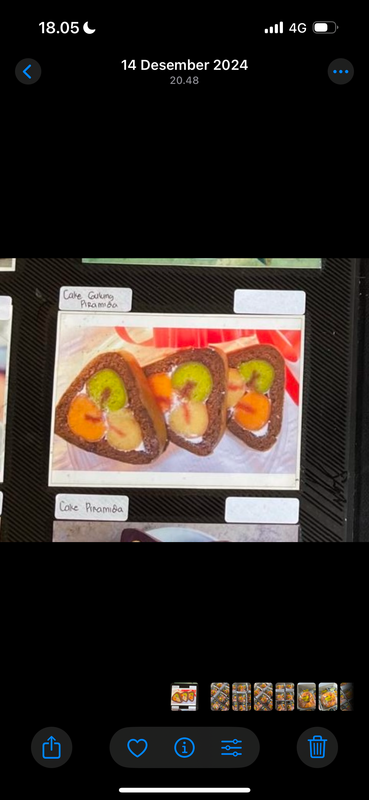 18.05
4G
14 Desember 2024
20.48
Cake Gulung
Piramida
Cake Piramida